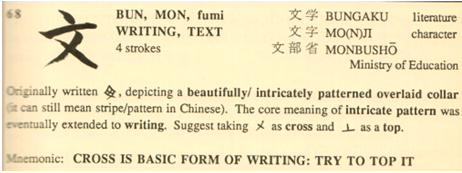 68 BUN, MON, fumi 文学 BUNGAKU literature
文 WRITING, TEXT 文字 MO(N)JI character
4 strokes 文部省 MONBUSHŌ
Ministry of Education
Originally written , depicting a beautifully/ intricately patterned overlaid collar
(it can still mean stripe/pattern in Chinese). The core meaning of intricate pattern was
eventually extended to writing. Suggest taking 㐅 as cross and 亠 as a top.
Mnemonic: CROSS IS BASIC FORM OF WRITING: TRY TO TOP IT